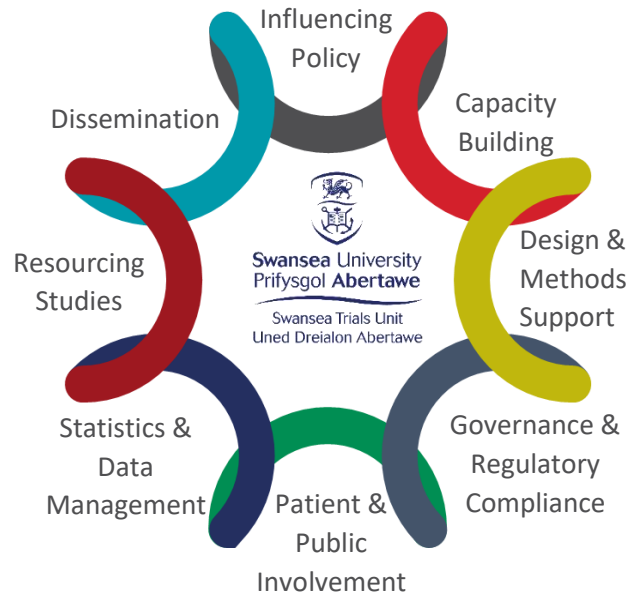 Influencing
Policy
Capacity
Building
Design &
Methods
Support
Governance &
Regulatory
Compliance
Patient &
Public
Involvement
Statistics &
Data
Management
Resourcing
Studies
Dissemination
Swansea University
Prifysgol Abertawe
Swansea Trials Unit
Uned Dreialon Abertawe